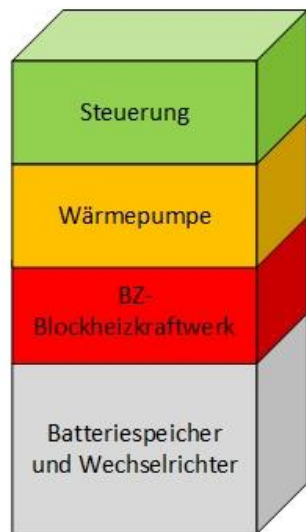 Steuerung
Wärmepumpe
BZ-
Blockheizkraftwerk
Batteriespeicher
und Wechselrichter